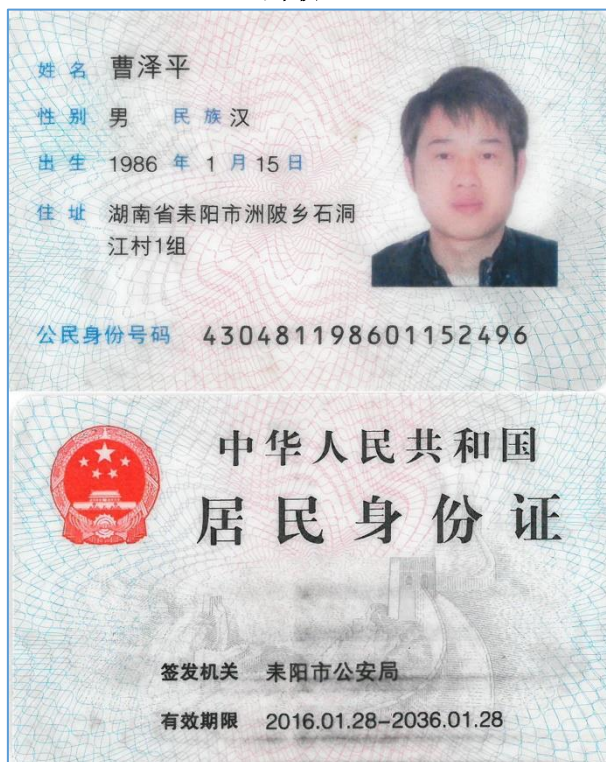 姓名 曹泽平
性别 男 民族 汉
出生 1986 年 1 月 15 日
住址 湖南省耒阳市洲陂乡石洞
江村1组
公民身份号码 430481198601152496
中华人民共和国
居民身份证
签发机关 耒阳市公安局
有效期限 2016.01.28-2036.01.28